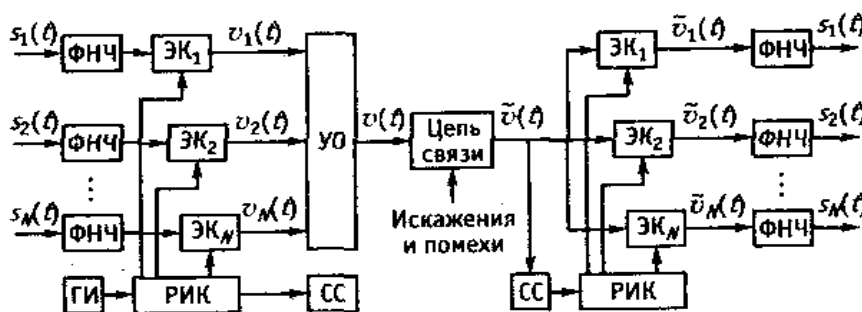 s₁(t) ФНЧ ЭК₁ v₁(t)
s₂(t) ФНЧ ЭК₂ v₂(t)
⋮
s_N(t) ФНЧ ЭК_N v_N(t)
ГИ РИК СС
УО
v(t)
Цепь
связи
ṽ(t)
Искажения
и помехи
ЭК₁ ṽ₁(t) ФНЧ s₁(t)
ЭК₂ ṽ₂(t) ФНЧ s₂(t)
⋮
ЭК_N ṽ_N(t) ФНЧ s_N(t)
СС РИК